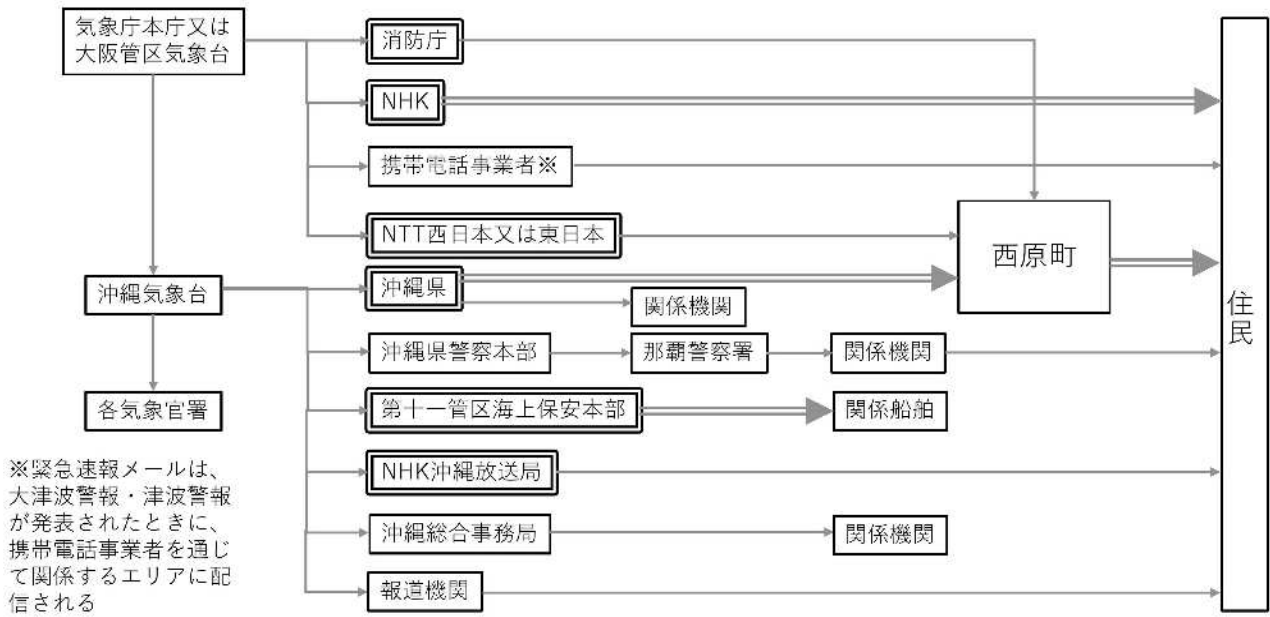 気象庁本庁又は
大阪管区気象台
消防庁
NHK
携帯電話事業者※
NTT西日本又は東日本
西原町
沖縄気象台
沖縄県
関係機関
住民
沖縄県警察本部
那覇警察署
関係機関
各気象官署
第十一管区海上保安本部
関係船舶
NHK沖縄放送局
沖縄総合事務局
関係機関
報道機関
※緊急速報メールは、
大津波警報・津波警報
が発表されたときに、
携帯電話事業者を通じ
て関係するエリアに配
信される